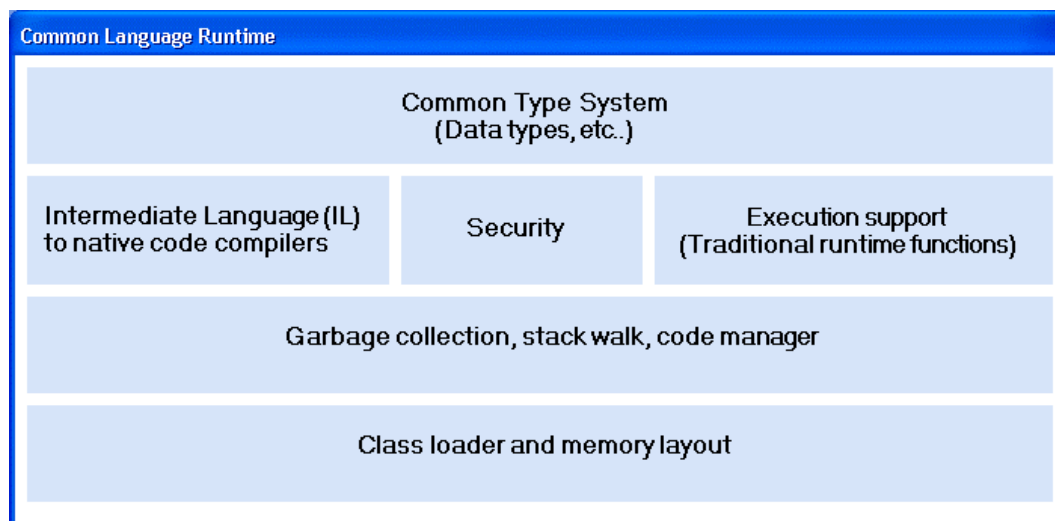 Common Language Runtime
Common Type System
(Data types, etc..)
Intermediate Language (IL)
to native code compilers
Security
Execution support
(Traditional runtime functions)
Garbage collection, stack walk, code manager
Class loader and memory layout